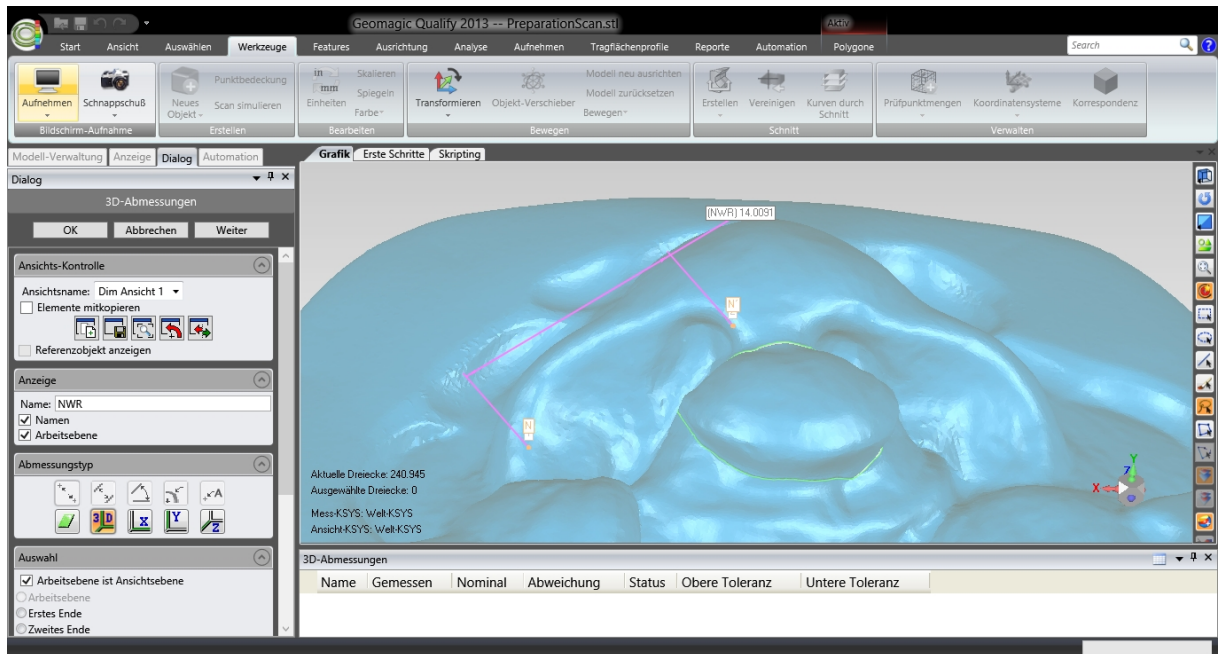 Geomagic Qualify 2013 -- PreparationScan.stl
Aktiv
Start Ansicht Auswählen Werkzeuge Features Ausrichtung Analyse Aufnehmen Tragflächenprofile Reporte Automation Polygone
Search
Aufnehmen
Schnappschuß
Bildschirm-Aufnahme
Neues Objekt
Punktbedeckung
Scan simulieren
Erstellen
in
mm
Einheiten
Skalieren
Spiegeln
Farbe
Bearbeiten
Transformieren
Objekt-Verschieber
Modell neu ausrichten
Modell zurücksetzen
Bewegen
Bewegen
Erstellen
Vereinigen
Kurven durch Schnitt
Schnitt
Prüfpunktmengen
Koordinatensysteme
Korrespondenz
Verwalten
Modell-Verwaltung Anzeige Dialog Automation
Dialog
3D-Abmessungen
OK Abbrechen Weiter
Ansichts-Kontrolle
Ansichtsname: Dim Ansicht 1
Elemente mitkopieren
Referenzobjekt anzeigen
Anzeige
Name: NWR
Namen
Arbeitsebene
Abmessungstyp
A
3D X Y Z
Auswahl
Arbeitsebene ist Ansichtsebene
Arbeitsebene
Erstes Ende
Zweites Ende
Grafik Erste Schritte Skripting
(NWR) 14.0091
N'
N
Aktuelle Dreiecke: 240.945
Ausgewählte Dreiecke: 0
Mess-KSYS: Welt-KSYS
Ansicht-KSYS: Welt-KSYS
Y
Z
X
3D-Abmessungen
Name Gemessen Nominal Abweichung Status Obere Toleranz Untere Toleranz